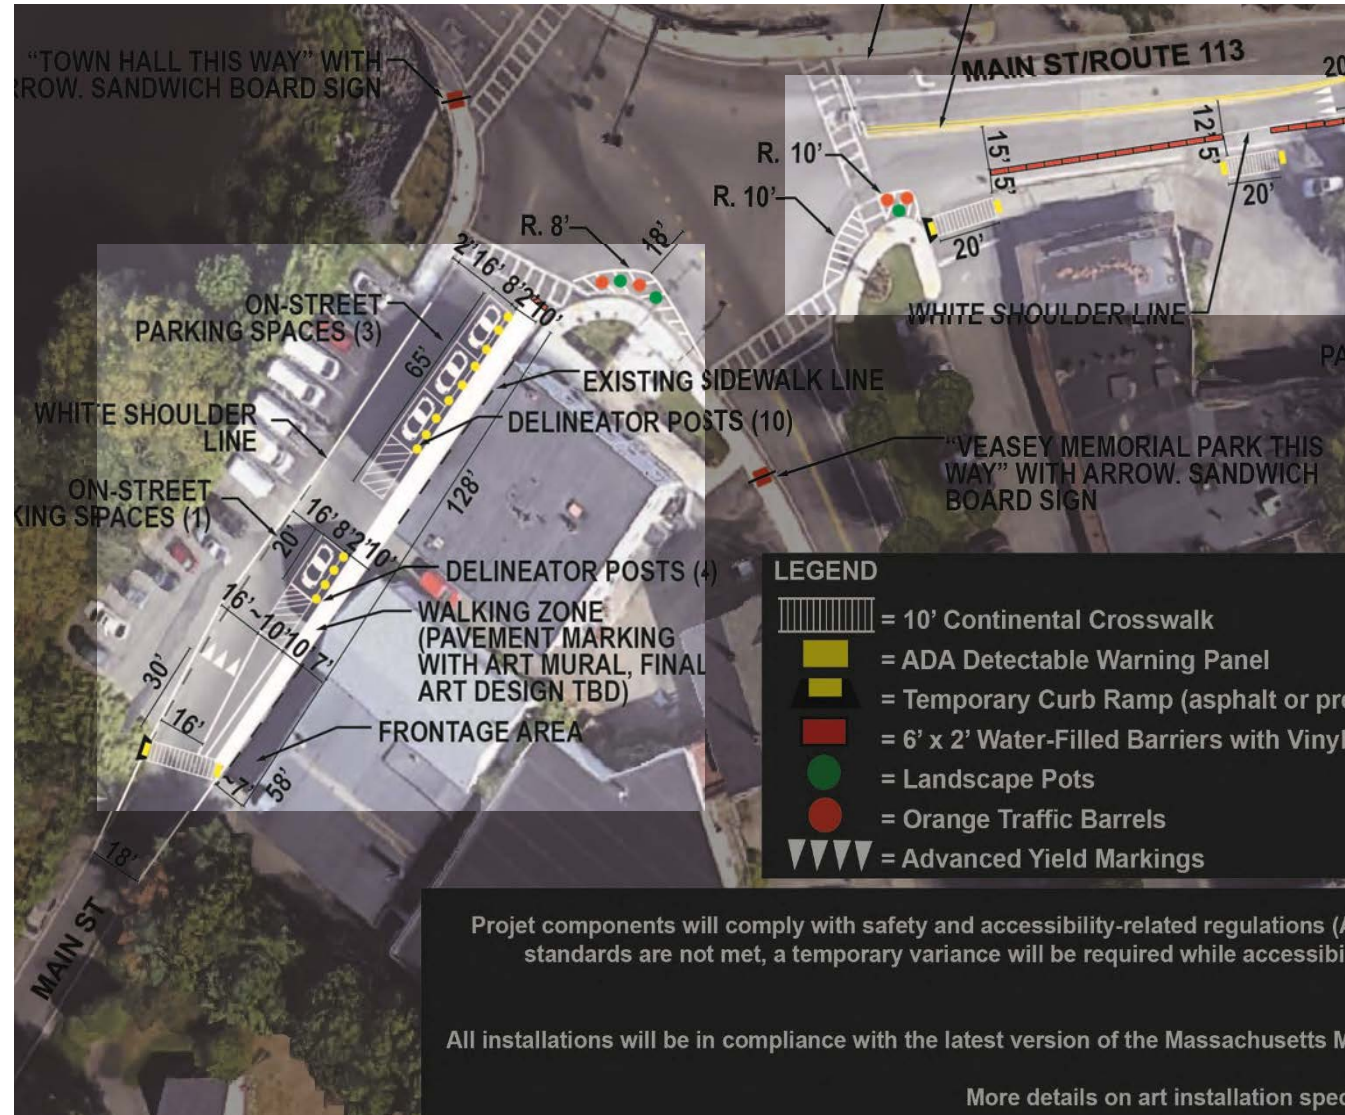 "TOWN HALL THIS WAY" WITH
RROW. SANDWICH BOARD SIGN
MAIN ST/ROUTE 113
20
R. 10'
R. 10'
15'
5'
12'
5'
20'
20'
R. 8'
18'
WHITE SHOULDER LINE
PA
2'
16'
8'
2'
10'
ON-STREET
PARKING SPACES (3)
65'
EXISTING SIDEWALK LINE
WHITE SHOULDER
LINE
DELINEATOR POSTS (10)
"VEASEY MEMORIAL PARK THIS
WAY" WITH ARROW. SANDWICH
BOARD SIGN
ON-STREET
KING SPACES (1)
128'
16'
8'
2'
10'
20'
DELINEATOR POSTS (4)
16'
~10'
10'
7'
WALKING ZONE
(PAVEMENT MARKING
WITH ART MURAL, FINAL
ART DESIGN TBD)
30'
16'
FRONTAGE AREA
~7'
58'
18'
MAIN ST
LEGEND
= 10' Continental Crosswalk
= ADA Detectable Warning Panel
= Temporary Curb Ramp (asphalt or pre
= 6' x 2' Water-Filled Barriers with Vinyl
= Landscape Pots
= Orange Traffic Barrels
= Advanced Yield Markings
Projet components will comply with safety and accessibility-related regulations (A
standards are not met, a temporary variance will be required while accessibi
All installations will be in compliance with the latest version of the Massachusetts M
More details on art installation spec